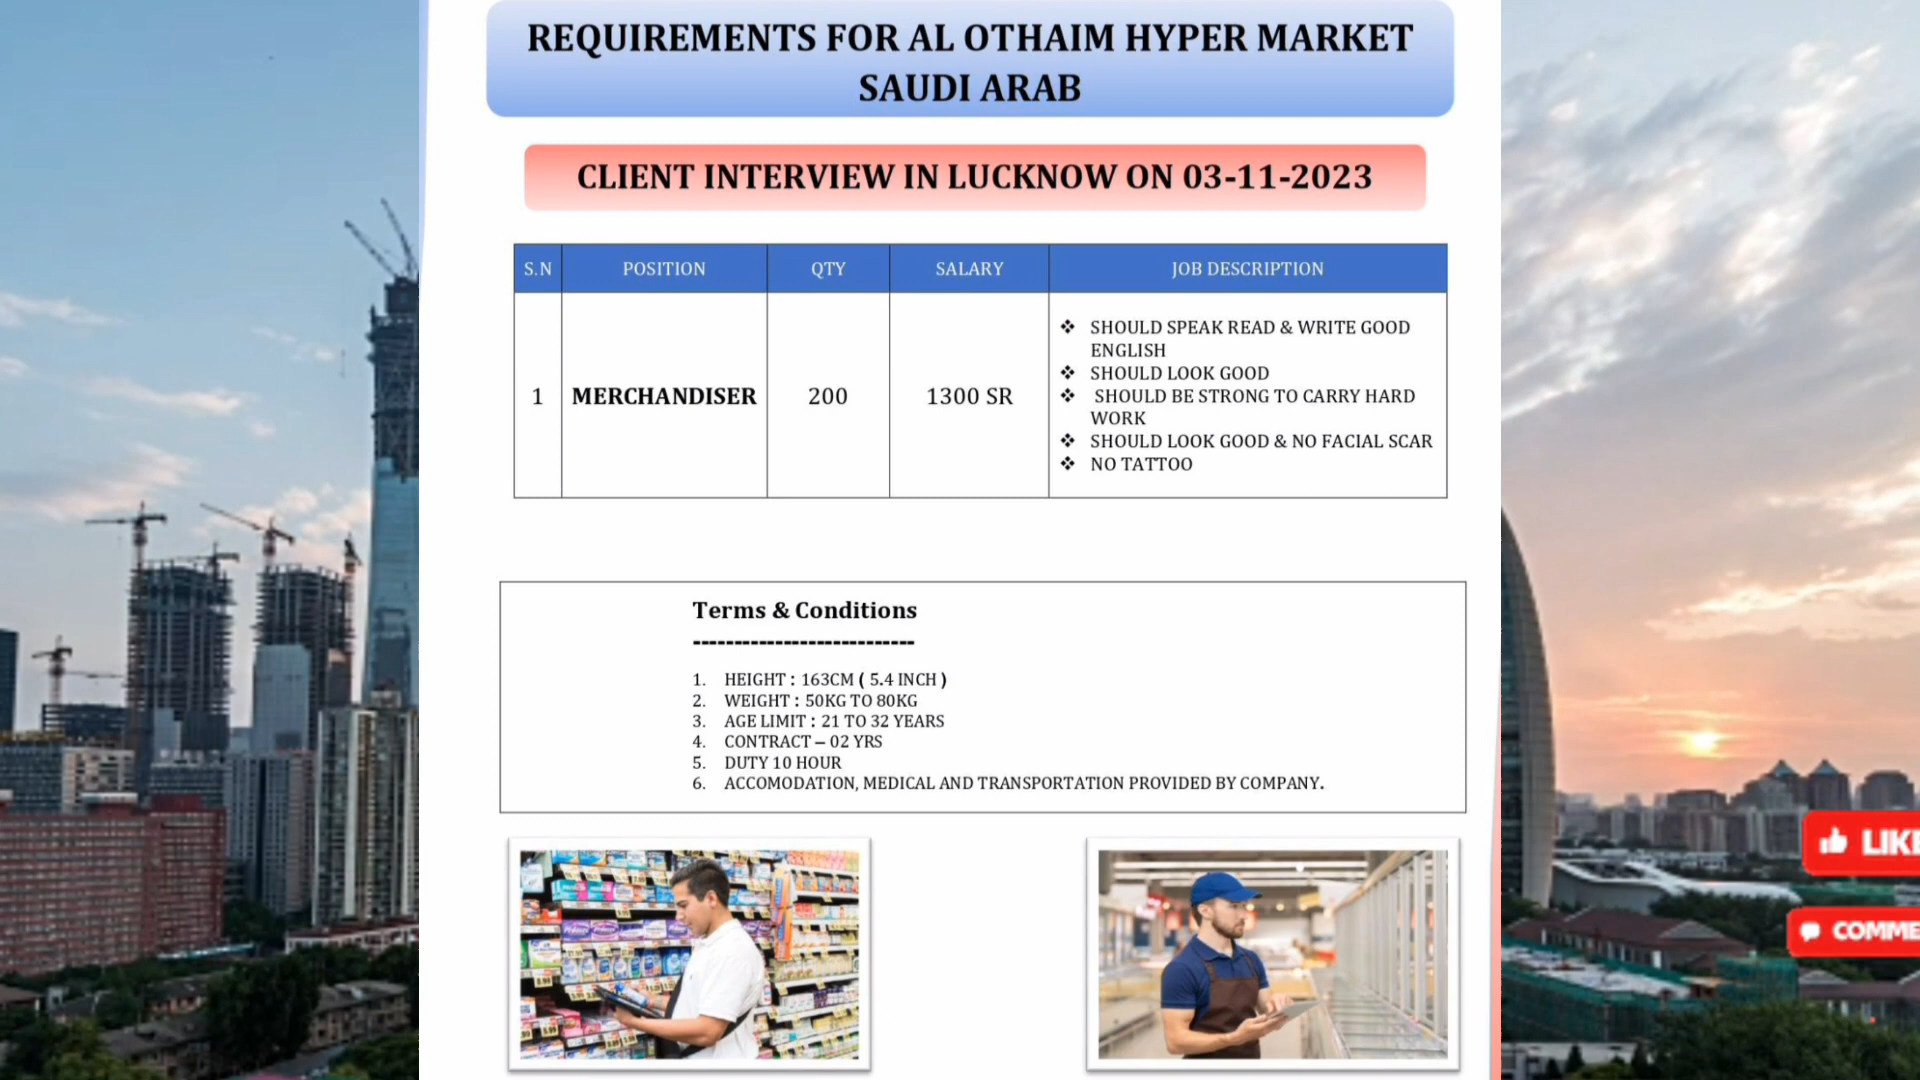 REQUIREMENTS FOR AL OTHAIM HYPER MARKET
SAUDI ARAB
CLIENT INTERVIEW IN LUCKNOW ON 03-11-2023
S.N POSITION QTY SALARY JOB DESCRIPTION
1 MERCHANDISER 200 1300 SR
❖ SHOULD SPEAK READ & WRITE GOOD
ENGLISH
❖ SHOULD LOOK GOOD
❖ SHOULD BE STRONG TO CARRY HARD
WORK
❖ SHOULD LOOK GOOD & NO FACIAL SCAR
❖ NO TATTOO
Terms & Conditions
---------------------------
1. HEIGHT : 163CM ( 5.4 INCH )
2. WEIGHT : 50KG TO 80KG
3. AGE LIMIT : 21 TO 32 YEARS
4. CONTRACT – 02 YRS
5. DUTY 10 HOUR
6. ACCOMODATION, MEDICAL AND TRANSPORTATION PROVIDED BY COMPANY.
LIKE
COMME